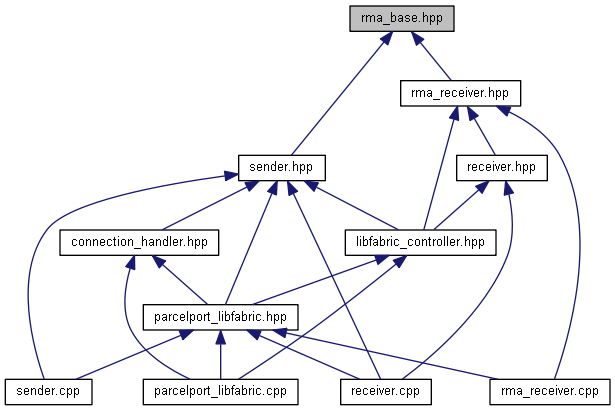 rma_base.hpp
rma_receiver.hpp
sender.hpp
receiver.hpp
connection_handler.hpp
libfabric_controller.hpp
parcelport_libfabric.hpp
sender.cpp
parcelport_libfabric.cpp
receiver.cpp
rma_receiver.cpp